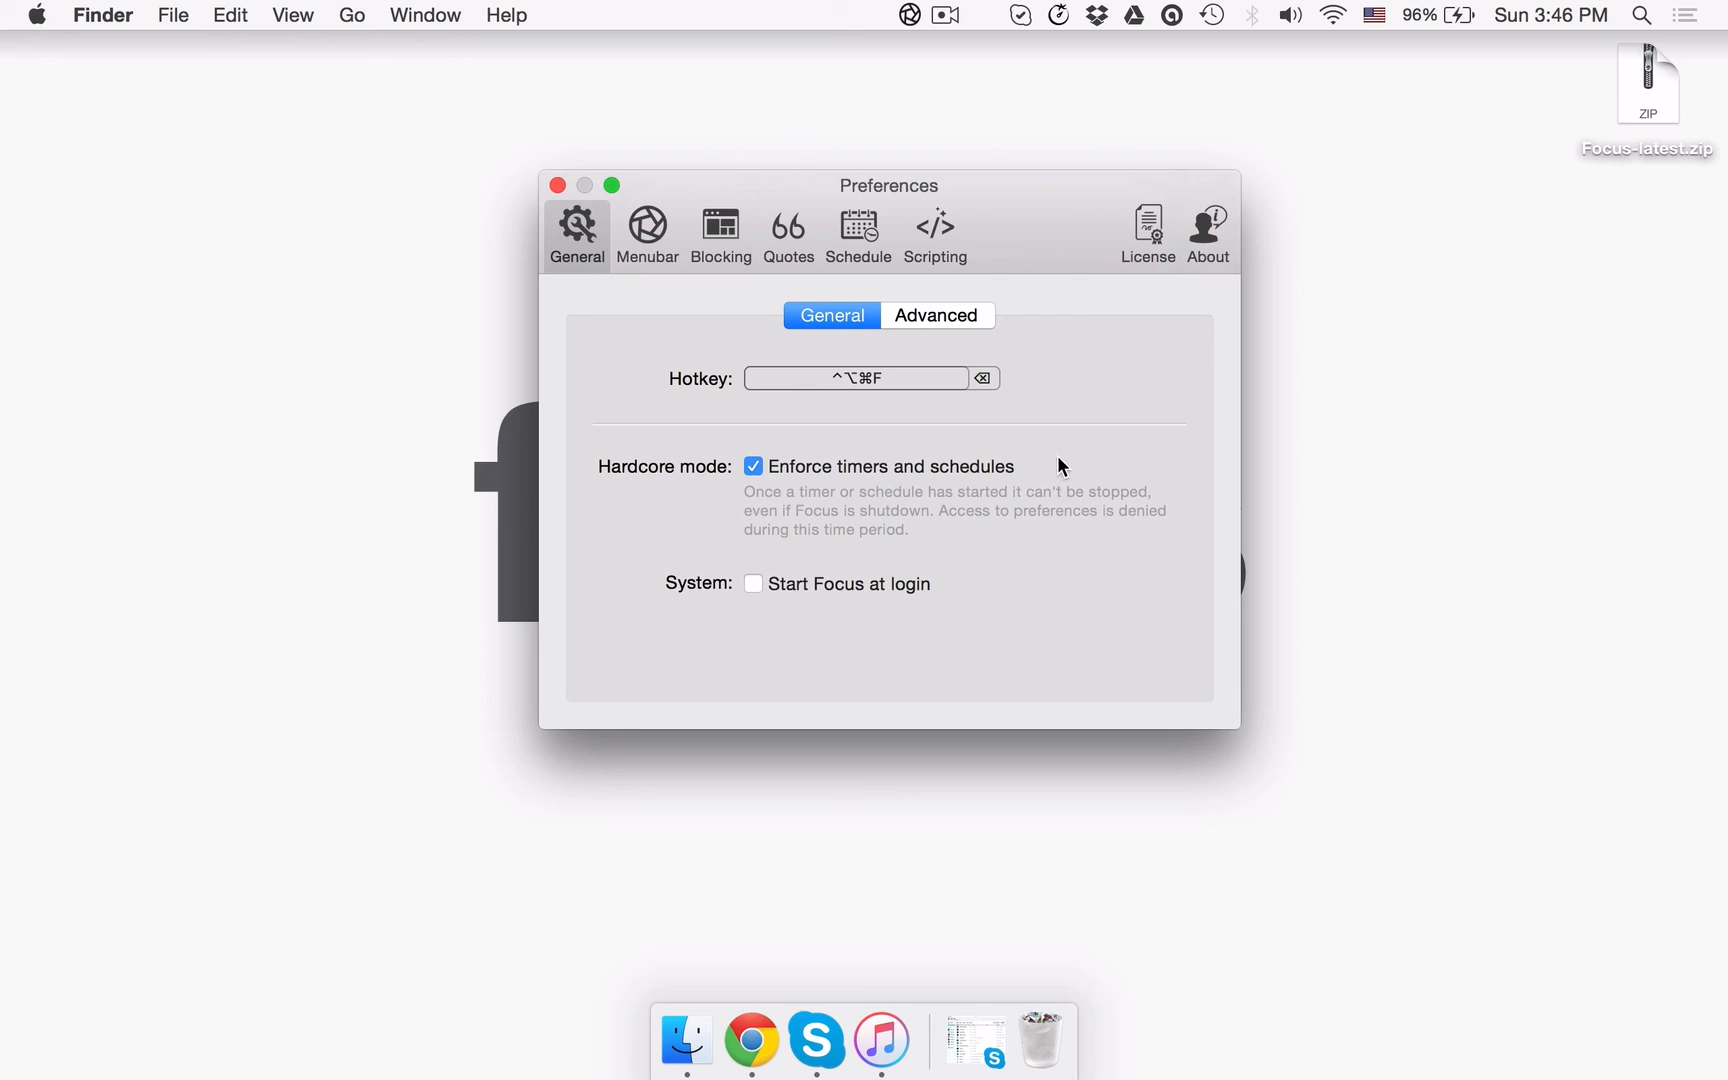 Finder File Edit View Go Window Help 96% Sun 3:46 PM
ZIP
Focus-latest.zip
Preferences
General Menubar Blocking Quotes Schedule Scripting License About
General Advanced
Hotkey: ^⌥⌘F
Hardcore mode: Enforce timers and schedules
Once a timer or schedule has started it can't be stopped,
even if Focus is shutdown. Access to preferences is denied
during this time period.
System: Start Focus at login